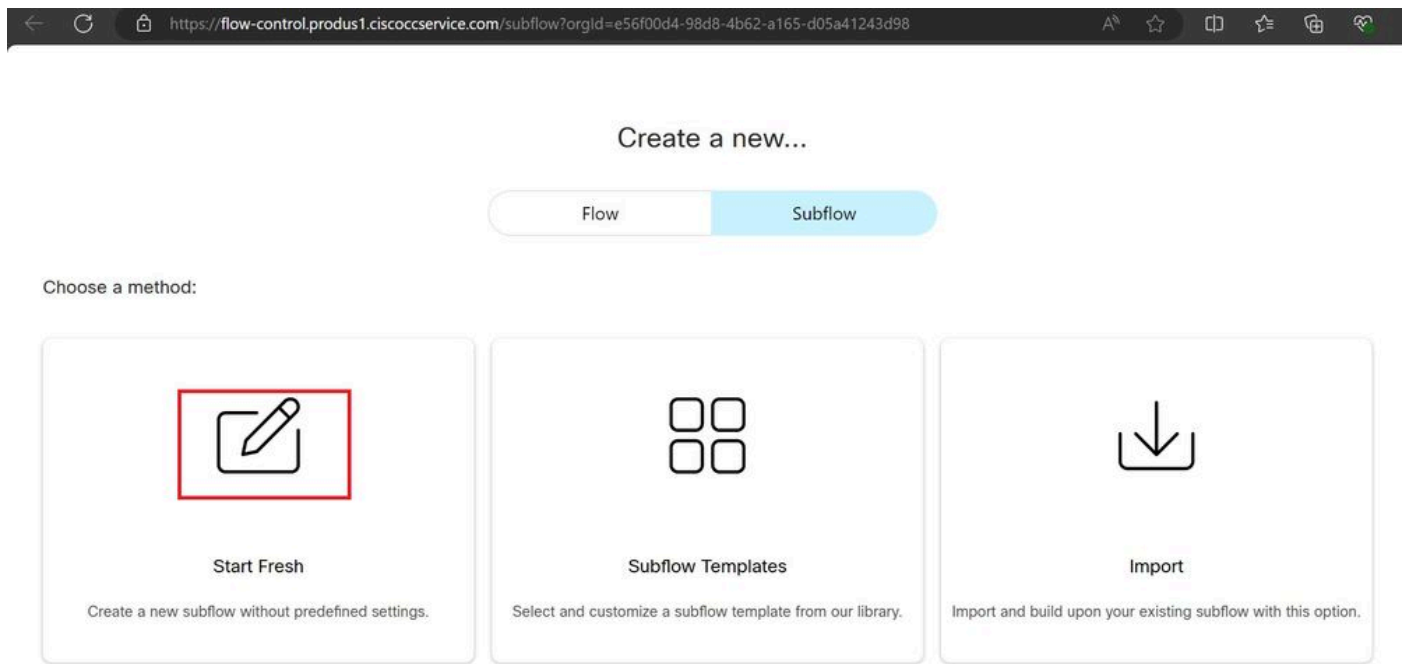 https://flow-control.produs1.ciscoccservice.com/subflow?orgId=e56f00d4-98d8-4b62-a165-d05a41243d98
Create a new...
Flow
Subflow
Choose a method:
Start Fresh
Create a new subflow without predefined settings.
Subflow Templates
Select and customize a subflow template from our library.
Import
Import and build upon your existing subflow with this option.